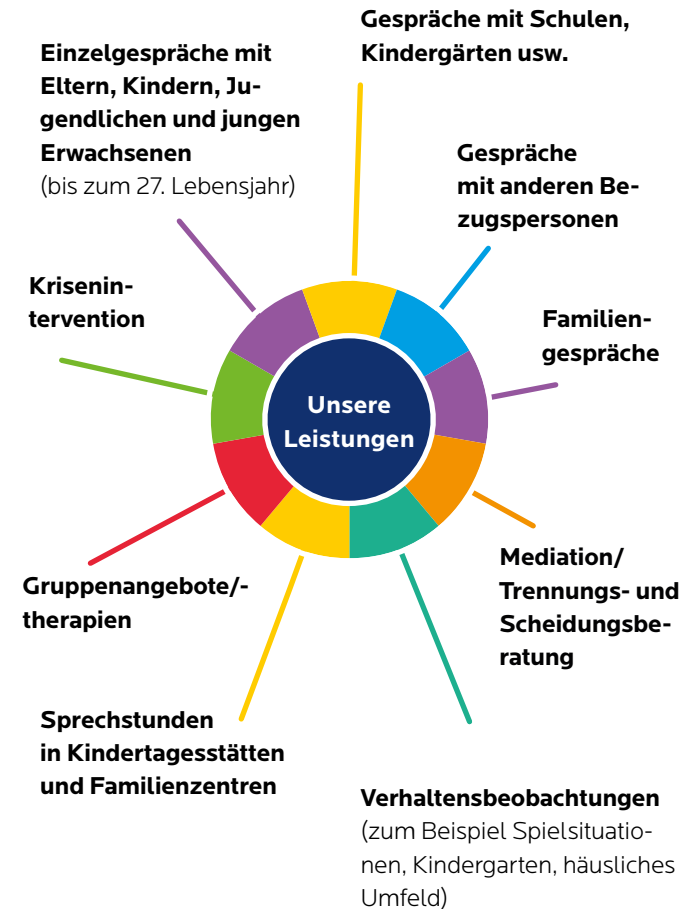 Gespräche mit Schulen,
Kindergärten usw.
Einzelgespräche mit
Eltern, Kindern, Ju-
gendlichen und jungen
Erwachsenen
(bis zum 27. Lebensjahr)
Gespräche
mit anderen Be-
zugspersonen
Krisenin-
tervention
Familien-
gespräche
Unsere
Leistungen
Mediation/
Trennungs- und
Scheidungsbe-
ratung
Gruppenangebote/-
therapien
Sprechstunden
in Kindertagesstätten
und Familienzentren
Verhaltensbeobachtungen
(zum Beispiel Spielsituatio-
nen, Kindergarten, häusliches
Umfeld)